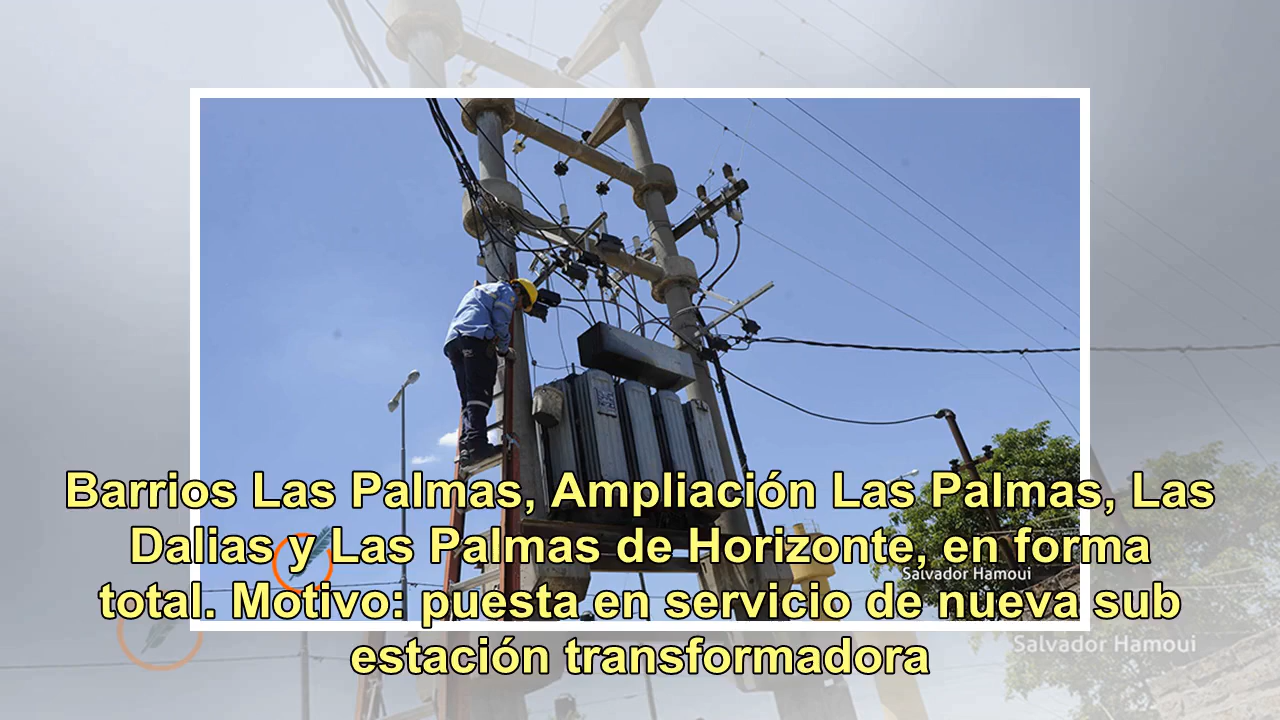 Barrios Las Palmas, Ampliación Las Palmas, Las
Dalias y Las Palmas de Horizonte, en forma
Salvador Hamoui
total. Motivo: puesta en servicio de nueva sub
Salvador Hamoui
estación transformadora